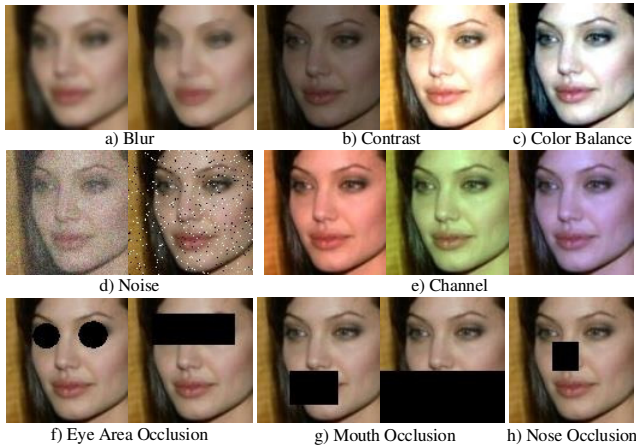 a) Blur
b) Contrast
c) Color Balance
d) Noise
e) Channel
f) Eye Area Occlusion
g) Mouth Occlusion
h) Nose Occlusion